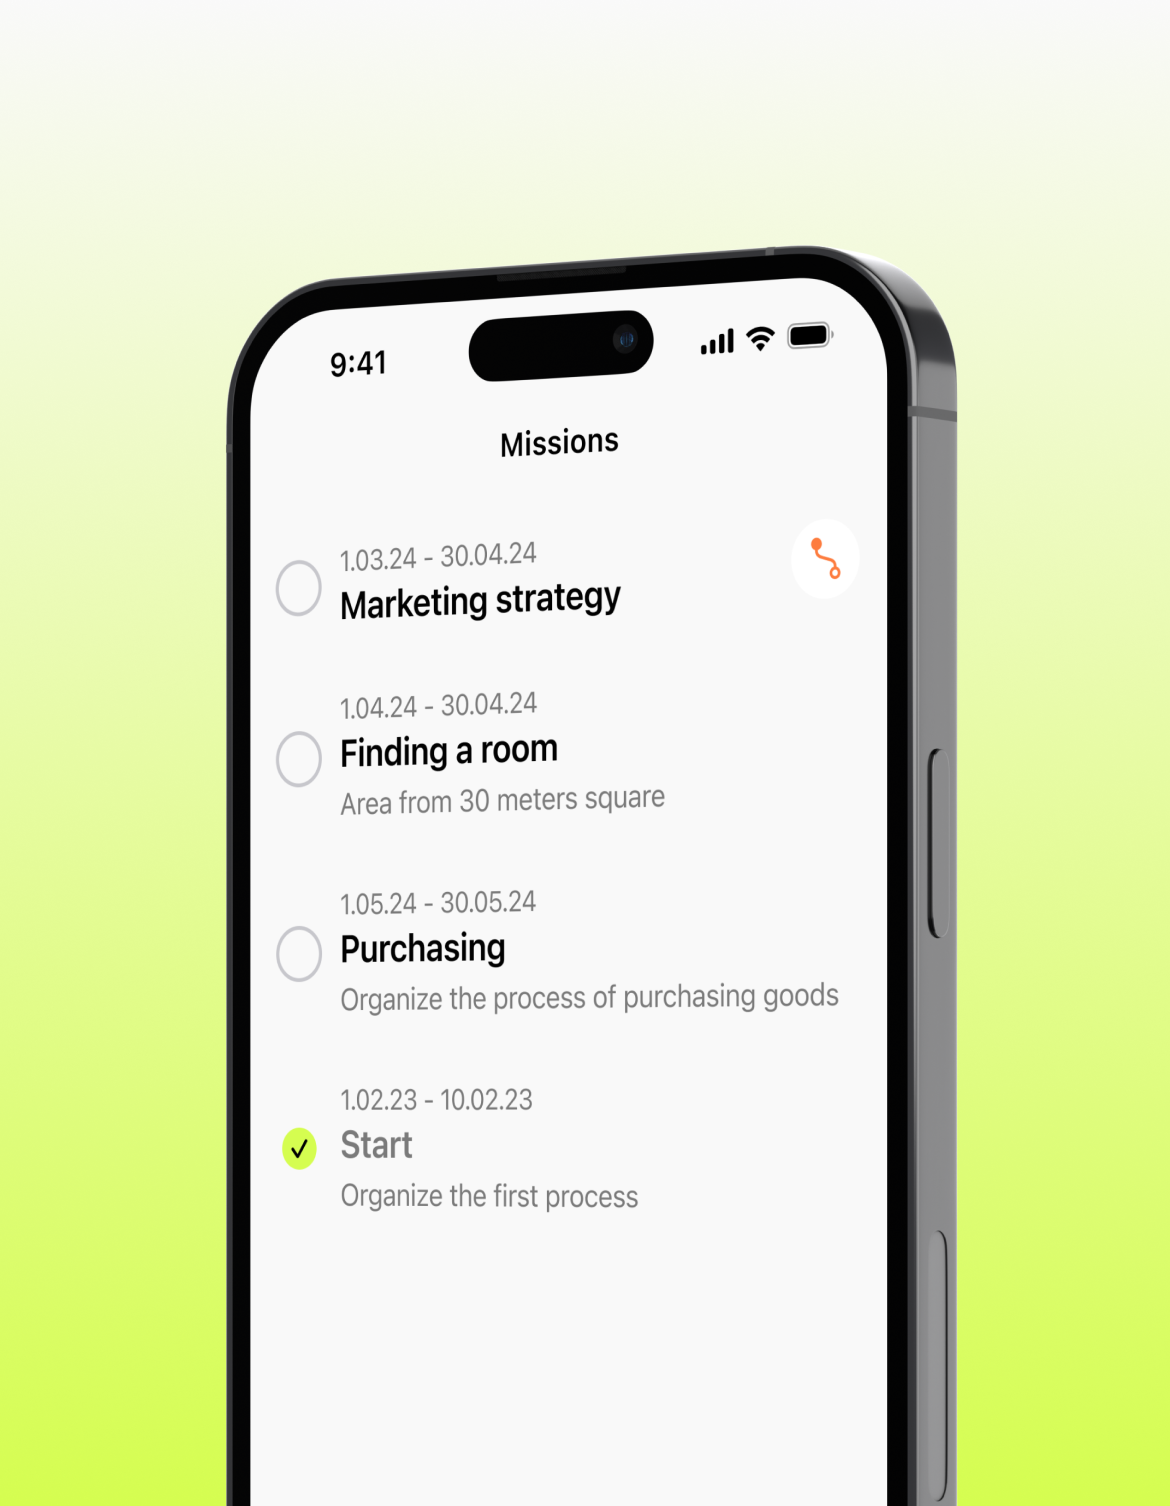 9:41
Missions
1.03.24 - 30.04.24
Marketing strategy
1.04.24 - 30.04.24
Finding a room
Area from 30 meters square
1.05.24 - 30.05.24
Purchasing
Organize the process of purchasing goods
1.02.23 - 10.02.23
Start
Organize the first process